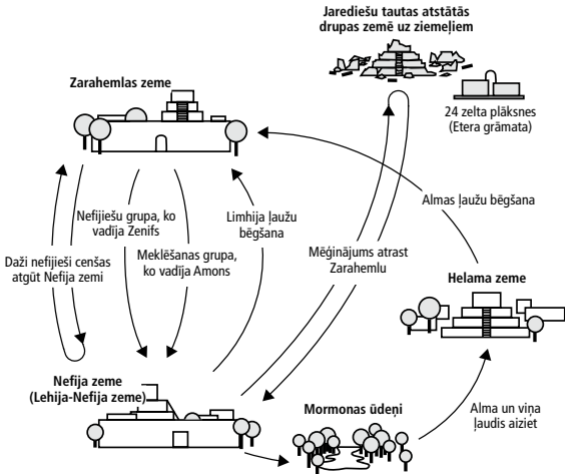 Jarediešu tautas atstātās
drupas zemē uz ziemeļiem
Zarahemlas zeme
24 zelta plāksnes
(Etera grāmata)
Almas ļaužu bēgšana
Nefijiešu grupa, ko
vadīja Zenifs
Limhija ļaužu
bēgšana
Daži nefijieši cenšas
atgūt Nefija zemi
Meklēšanas grupa,
ko vadīja Amons
Mēģinājums atrast
Zarahemlu
Helama zeme
Nefija zeme
(Lehija-Nefija zeme)
Mormonas ūdeņi
Alma un viņa
ļaudis aiziet